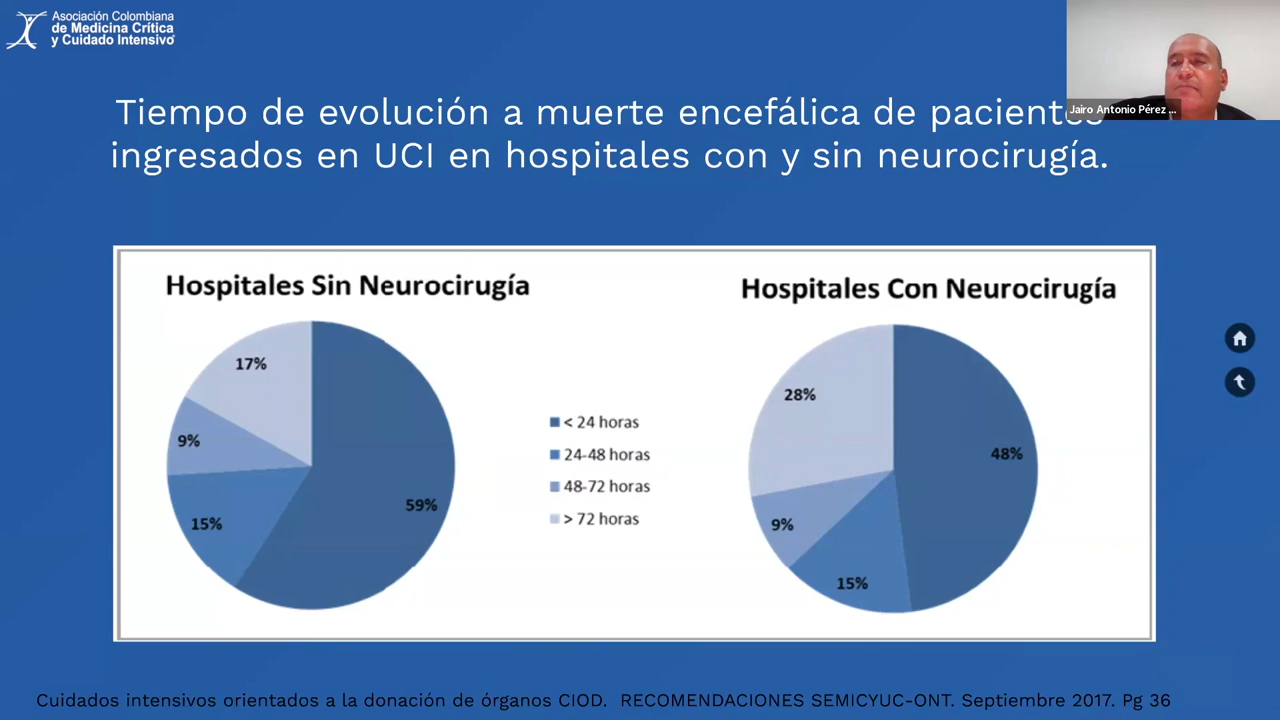 Asociación Colombiana
de Medicina Crítica
y Cuidado Intensivo
Jairo Antonio Pérez ...
Tiempo de evolución a muerte encefálica de pacientes
ingresados en UCI en hospitales con y sin neurocirugía.
Hospitales Sin Neurocirugía
17%
9%
15%
59%
< 24 horas
24-48 horas
48-72 horas
> 72 horas
Hospitales Con Neurocirugía
28%
48%
9%
15%
Cuidados intensivos orientados a la donación de órganos CIOD. RECOMENDACIONES SEMICYUC-ONT. Septiembre 2017. Pg 36